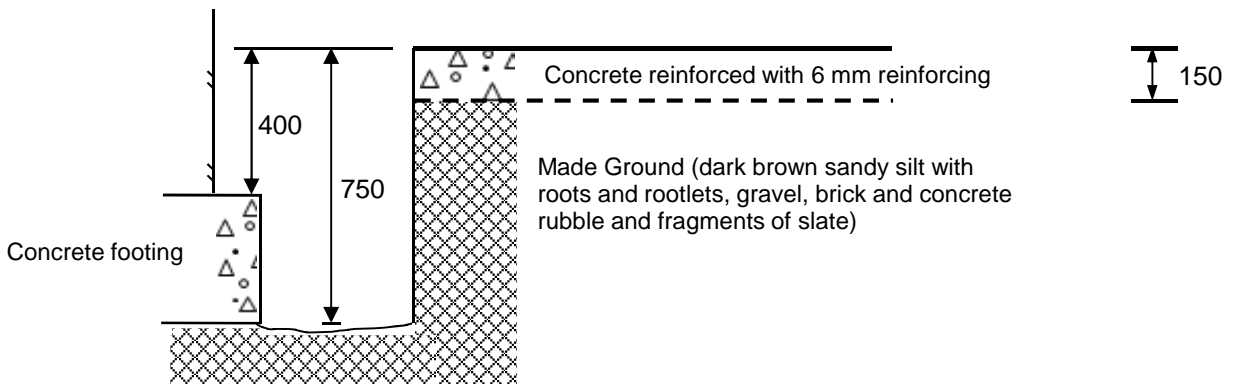 Concrete reinforced with 6 mm reinforcing
150
400
Made Ground (dark brown sandy silt with
roots and rootlets, gravel, brick and concrete
rubble and fragments of slate)
750
Concrete footing